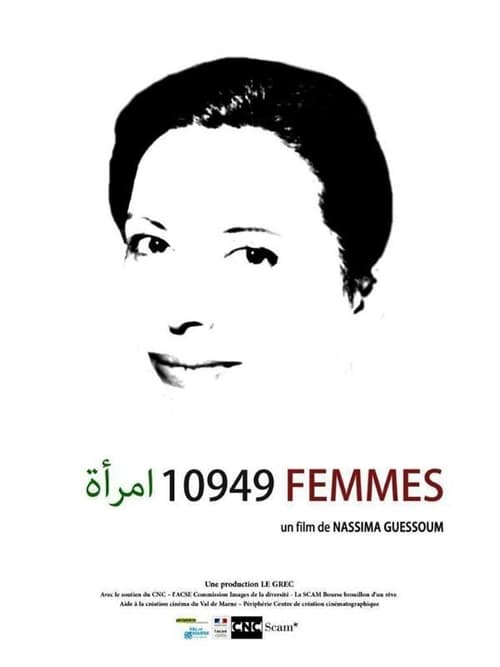 امرأة 10949 FEMMES
un film de NASSIMA GUESSOUM
Une production LE GREC
Avec le soutien du CNC – l'ACSE Commission Images de la diversité - La SCAM Bourse brouillon d'un rêve
Aide à la création cinéma du Val de Marne – Périphérie Centre de création cinématographique
CNC Scam*